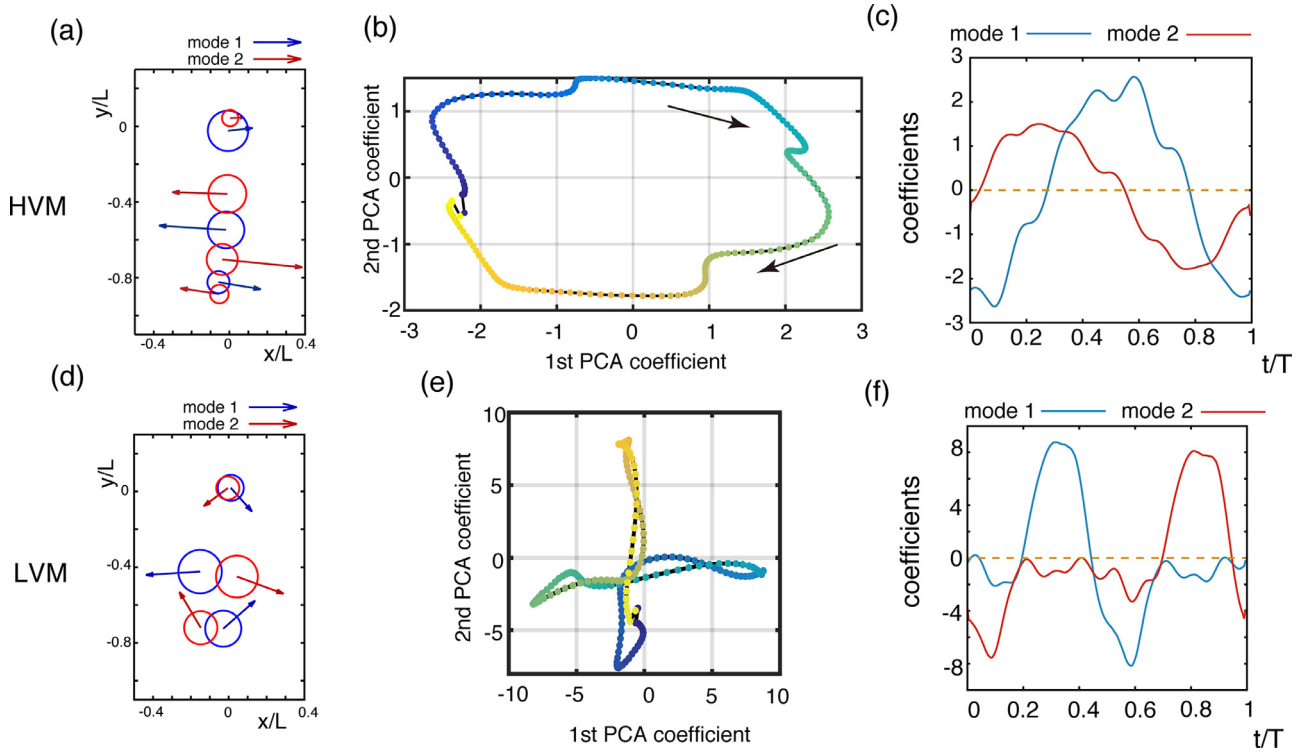 (a)
mode 1
mode 2
y/L
0
-0.4
-0.8
-0.4
0
0.4
x/L
HVM
(b)
2nd PCA coefficient
1
0
-1
-2
-3
-2
-1
0
1
2
3
1st PCA coefficient
(c)
mode 1
mode 2
coefficients
3
2
1
0
-1
-2
-3
0
0.2
0.4
0.6
0.8
1
t/T
(d)
mode 1
mode 2
y/L
0
-0.4
-0.8
-0.4
0
0.4
x/L
LVM
(e)
2nd PCA coefficient
10
5
0
-5
-10
-5
0
5
10
1st PCA coefficient
(f)
mode 1
mode 2
coefficients
8
4
0
-4
-8
0
0.2
0.4
0.6
0.8
1
t/T